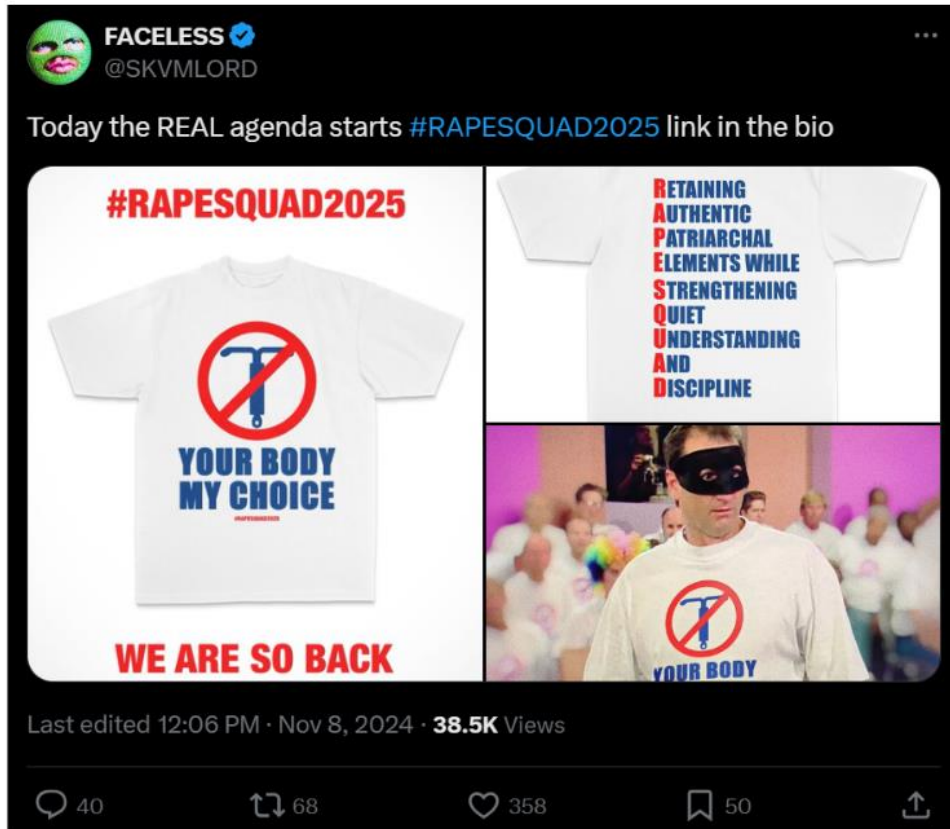 FACELESS
@SKVMLORD
Today the REAL agenda starts #RAPESQUAD2025 link in the bio
#RAPESQUAD2025
YOUR BODY
MY CHOICE
#RAPESQUAD2025
WE ARE SO BACK
RETAINING
AUTHENTIC
PATRIARCHAL
ELEMENTS WHILE
STRENGTHENING
QUIET
UNDERSTANDING
AND
DISCIPLINE
YOUR BODY
Last edited 12:06 PM · Nov 8, 2024 · 38.5K Views
40 68 358 50